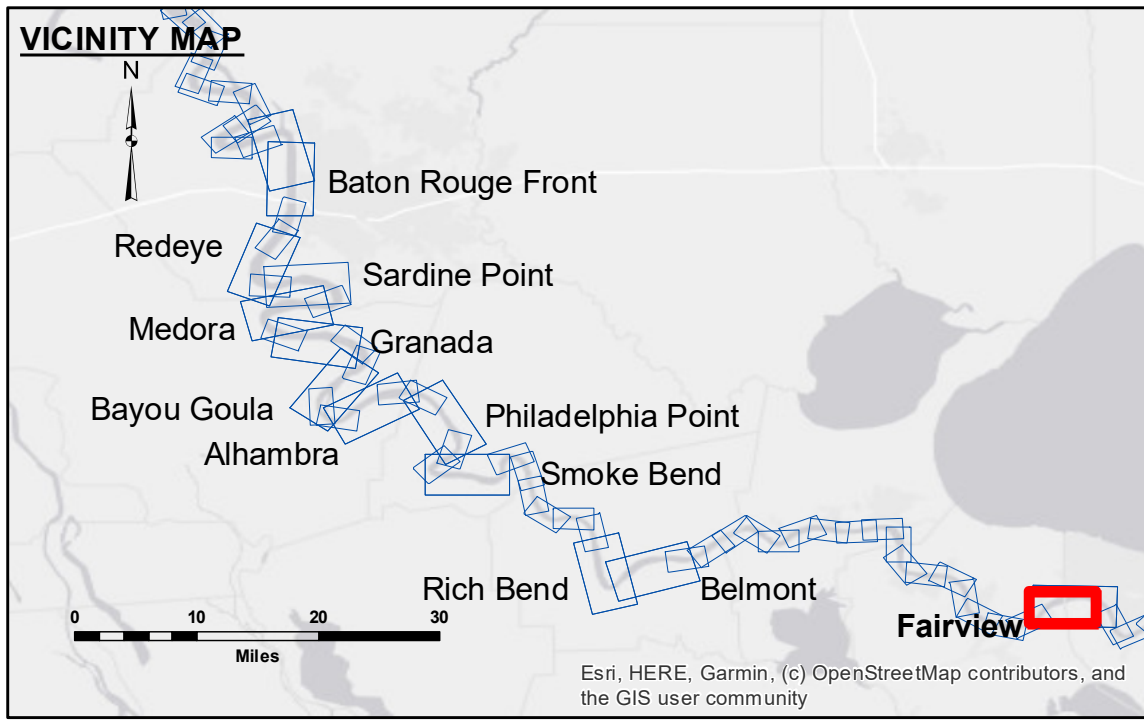 VICINITY MAP
N
Baton Rouge Front
Redeye
Sardine Point
Medora
Granada
Bayou Goula
Philadelphia Point
Alhambra
Smoke Bend
Rich Bend
Belmont
Fairview
0 10 20 30
Miles
Esri, HERE, Garmin, (c) OpenStreetMap contributors, and
the GIS user community